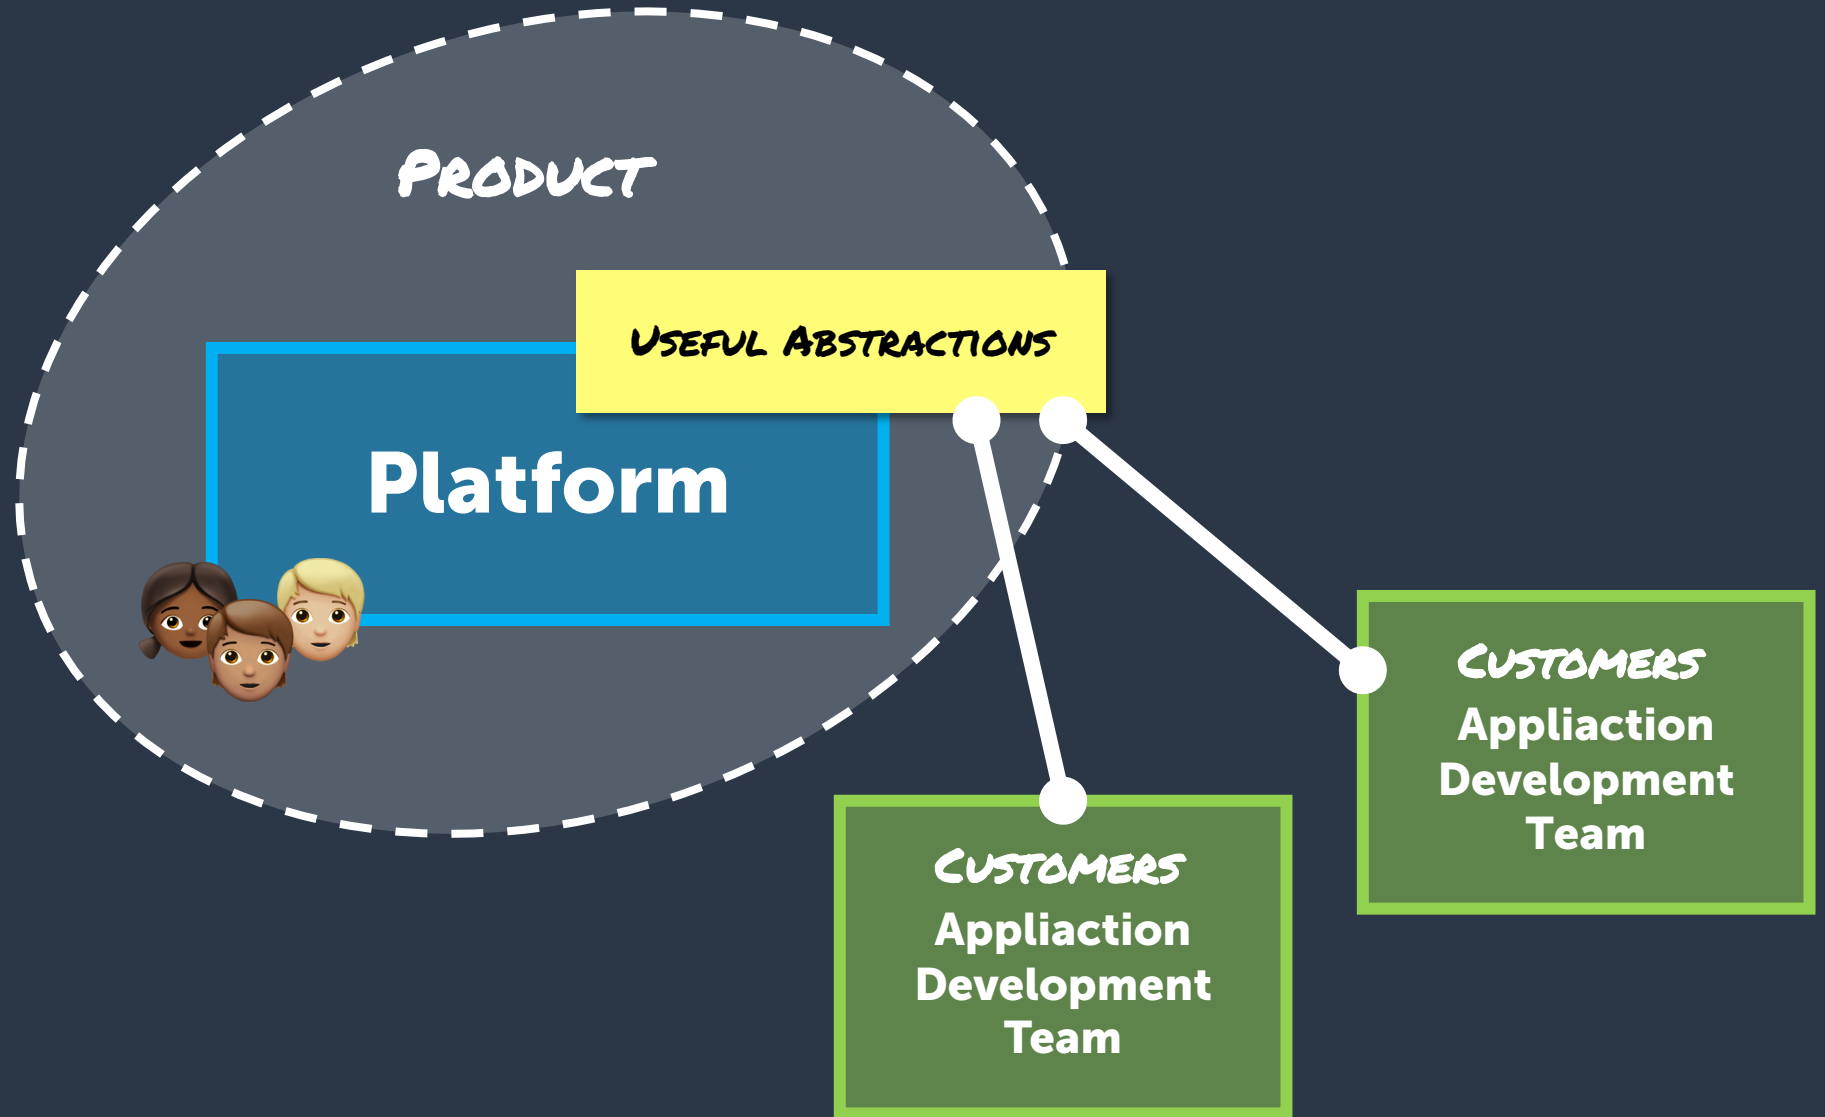 PRODUCT
USEFUL ABSTRACTIONS
Platform
CUSTOMERS
Appliaction
Development
Team
CUSTOMERS
Appliaction
Development
Team